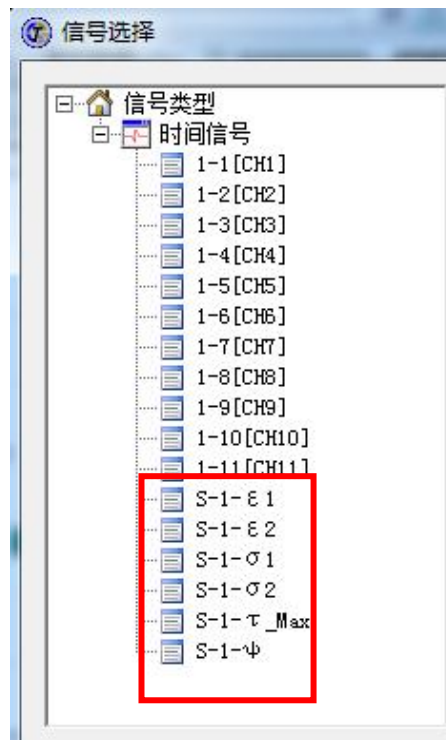 信号选择
信号类型
时间信号
1-1[CH1]
1-2[CH2]
1-3[CH3]
1-4[CH4]
1-5[CH5]
1-6[CH6]
1-7[CH7]
1-8[CH8]
1-9[CH9]
1-10[CH10]
1-11[CH11]
S-1-ε1
S-1-ε2
S-1-σ1
S-1-σ2
S-1-τ_Max
S-1-ψ